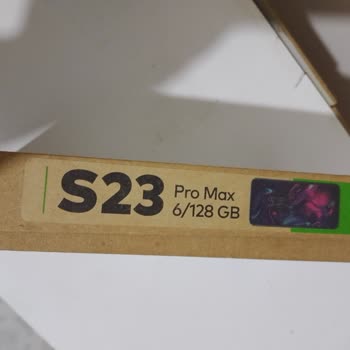 S23
Pro Max
6/128 GB